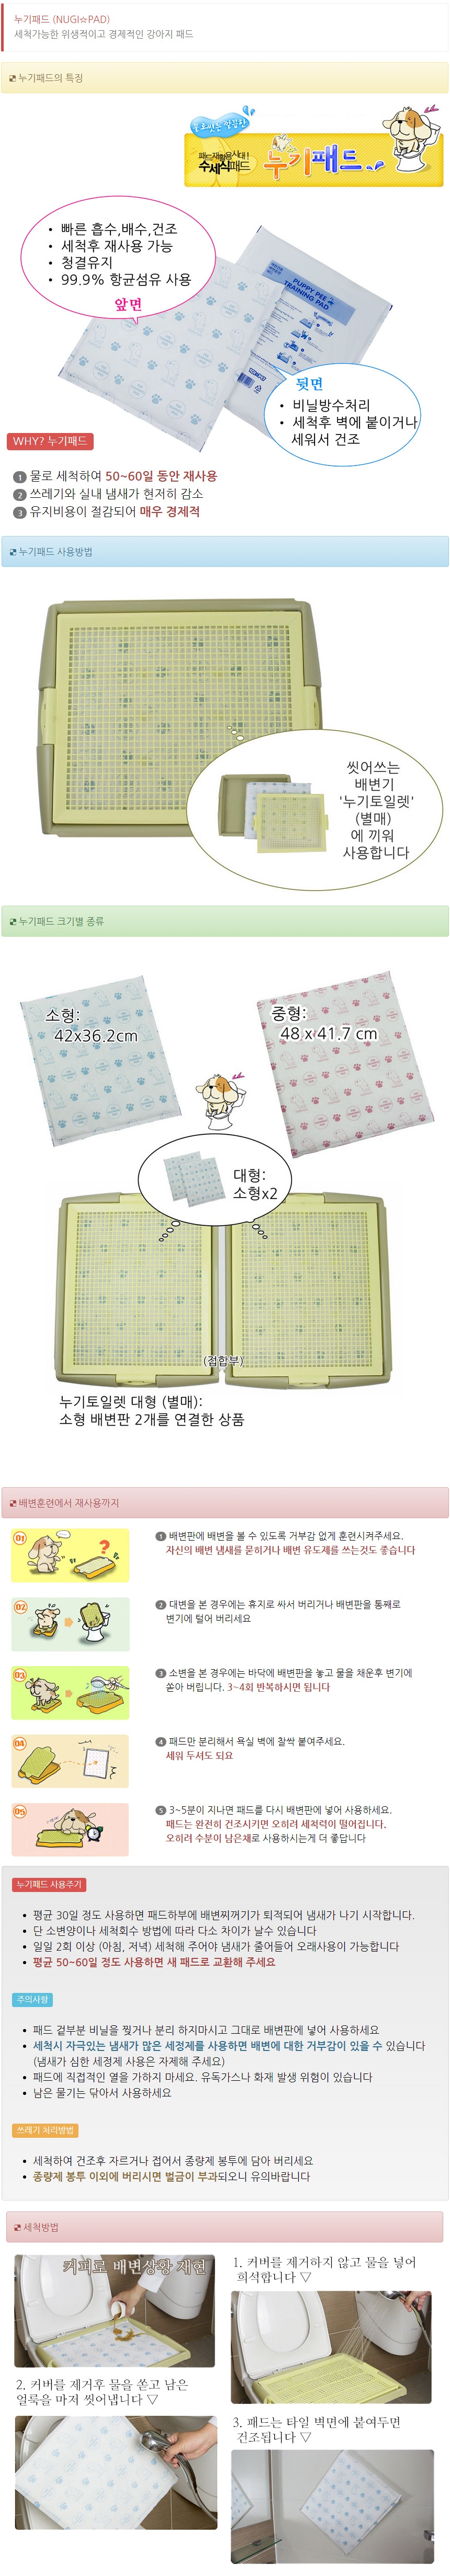 누기패드 (NUGI☆PAD)
세척가능한 위생적이고 경제적인 강아지 패드
누기패드의 특징
물로씻는 깔끔한
패드재활용시대!
수세식패드
누기패드
• 빠른 흡수,배수,건조
• 세척후 재사용 가능
• 청결유지
• 99.9% 항균섬유 사용
앞면
PUPPY PEE
TRAINING PAD
뒷면
• 비닐방수처리
• 세척후 벽에 붙이거나
세워서 건조
WHY? 누기패드
1 물로 세척하여 50~60일 동안 재사용
2 쓰레기와 실내 냄새가 현저히 감소
3 유지비용이 절감되어 매우 경제적
누기패드 사용방법
씻어쓰는
배변기
'누기토일렛'
(별매)
에 끼워
사용합니다
누기패드 크기별 종류
소형:
42x36.2cm
중형:
48 x 41.7 cm
대형:
소형x2
(접합부)
누기토일렛 대형 (별매):
소형 배변판 2개를 연결한 상품
배변훈련에서 재사용까지
01
1 배변판에 배변을 볼 수 있도록 거부감 없게 훈련시켜주세요.
자신의 배변 냄새를 묻히거나 배변 유도제를 쓰는것도 좋습니다
02
2 대변을 본 경우에는 휴지로 싸서 버리거나 배변판을 통째로
변기에 털어 버리세요
03
3 소변을 본 경우에는 바닥에 배변판을 놓고 물을 채운후 변기에
쏟아 버립니다. 3~4회 반복하시면 됩니다
04
4 패드만 분리해서 욕실 벽에 찰싹 붙여주세요.
세워 두셔도 되요
05
5 3~5분이 지나면 패드를 다시 배변판에 넣어 사용하세요.
패드는 완전히 건조시키면 오히려 세척력이 떨어집니다.
오히려 수분이 남은채로 사용하시는게 더 좋답니다
누기패드 사용주기
• 평균 30일 정도 사용하면 패드하부에 배변찌꺼기가 퇴적되어 냄새가 나기 시작합니다.
• 단 소변양이나 세척회수 방법에 따라 다소 차이가 날수 있습니다
• 일일 2회 이상 (아침, 저녁) 세척해 주어야 냄새가 줄어들어 오래사용이 가능합니다
• 평균 50~60일 정도 사용하면 새 패드로 교환해 주세요
주의사항
• 패드 겉부분 비닐을 찢거나 분리 하지마시고 그대로 배변판에 넣어 사용하세요
• 세척시 자극있는 냄새가 많은 세정제를 사용하면 배변에 대한 거부감이 있을 수 있습니다
(냄새가 심한 세정제 사용은 자제해 주세요)
• 패드에 직접적인 열을 가하지 마세요. 유독가스나 화재 발생 위험이 있습니다
• 남은 물기는 닦아서 사용하세요
쓰레기 처리방법
• 세척하여 건조후 자르거나 접어서 종량제 봉투에 담아 버리세요
• 종량제 봉투 이외에 버리시면 벌금이 부과되오니 유의바랍니다
세척방법
커피로 배변상황 재현
1. 커버를 제거하지 않고 물을 넣어
희석합니다 ▽
2. 커버를 제거후 물을 쏟고 남은
얼룩을 마저 씻어냅니다 ▽
3. 패드는 타일 벽면에 붙여두면
건조됩니다 ▽